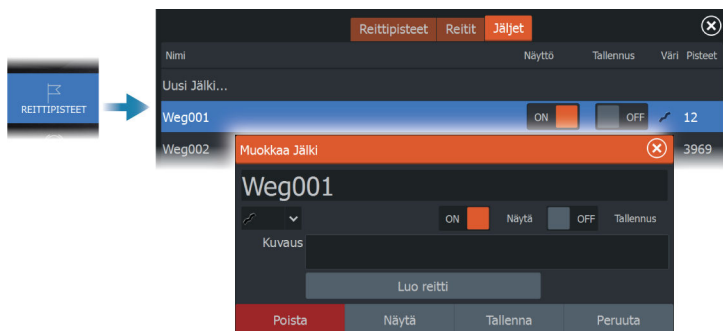 Reittipisteet Reitit Jäljet
Nimi Näyttö Tallennus Väri Pisteet
Uusi Jälki...
REITTIPISTEET
Weg001 ON OFF 12
Weg002 3969
Muokkaa Jälki
Weg001
ON Näytä OFF Tallennus
Kuvaus
Luo reitti
Poista Näytä Tallenna Peruuta